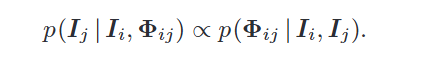 p(I_j | I_i, Φ_ij) ∝ p(Φ_ij | I_i, I_j).